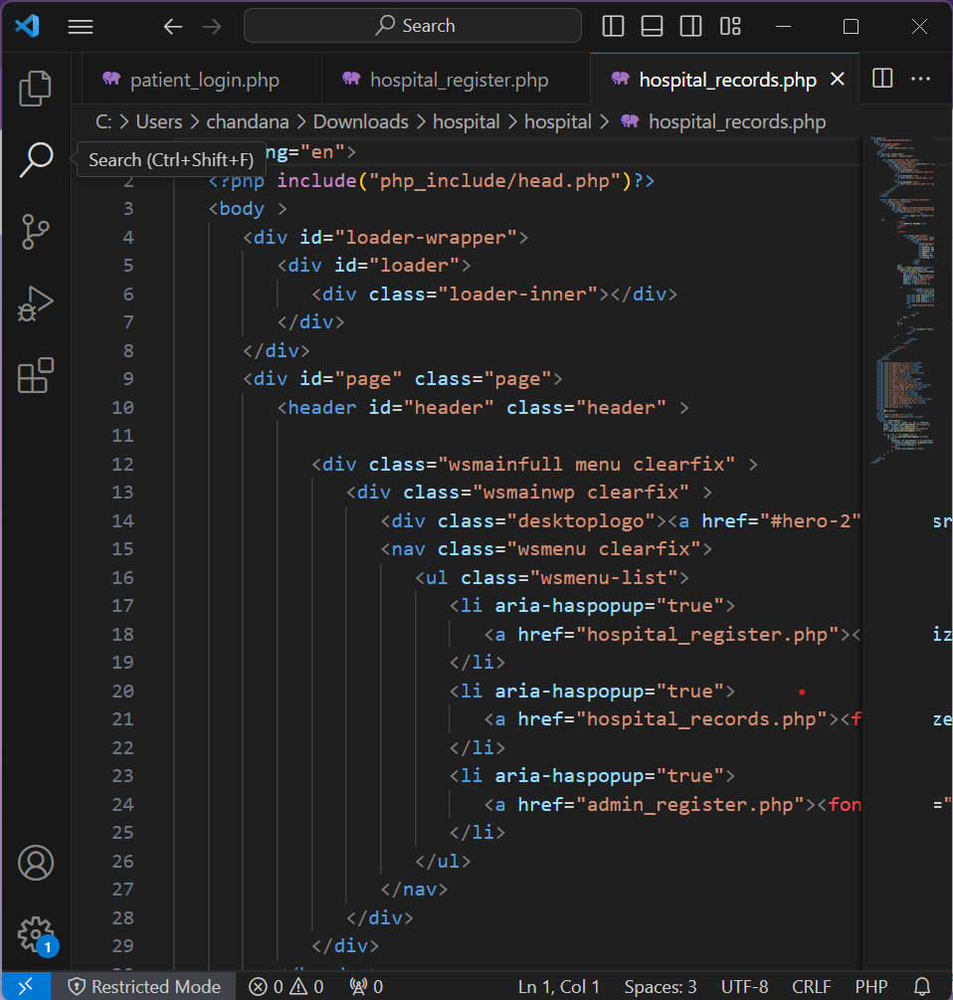 Search
patient_login.php
hospital_register.php
hospital_records.php
C: > Users > chandana > Downloads > hospital > hospital > hospital_records.php
Search (Ctrl+Shift+F)
ng="en">
2 <?php include("php_include/head.php")?>
3 <body >
4 <div id="loader-wrapper">
5 <div id="loader">
6 <div class="loader-inner"></div>
7 </div>
8 </div>
9 <div id="page" class="page">
10 <header id="header" class="header" >
11
12 <div class="wsmainfull menu clearfix" >
13 <div class="wsmainwp clearfix" >
14 <div class="desktoplogo"><a href="#hero-2" sr
15 <nav class="wsmenu clearfix">
16 <ul class="wsmenu-list">
17 <li aria-haspopup="true">
18 <a href="hospital_register.php">< iz
19 </li>
20 <li aria-haspopup="true">
21 <a href="hospital_records.php"><f ze
22 </li>
23 <li aria-haspopup="true">
24 <a href="admin_register.php"><fon ="
25 </li>
26 </ul>
27 </nav>
28 </div>
29 </div>
1
Restricted Mode
0
0
0
Ln 1, Col 1
Spaces: 3
UTF-8
CRLF
PHP